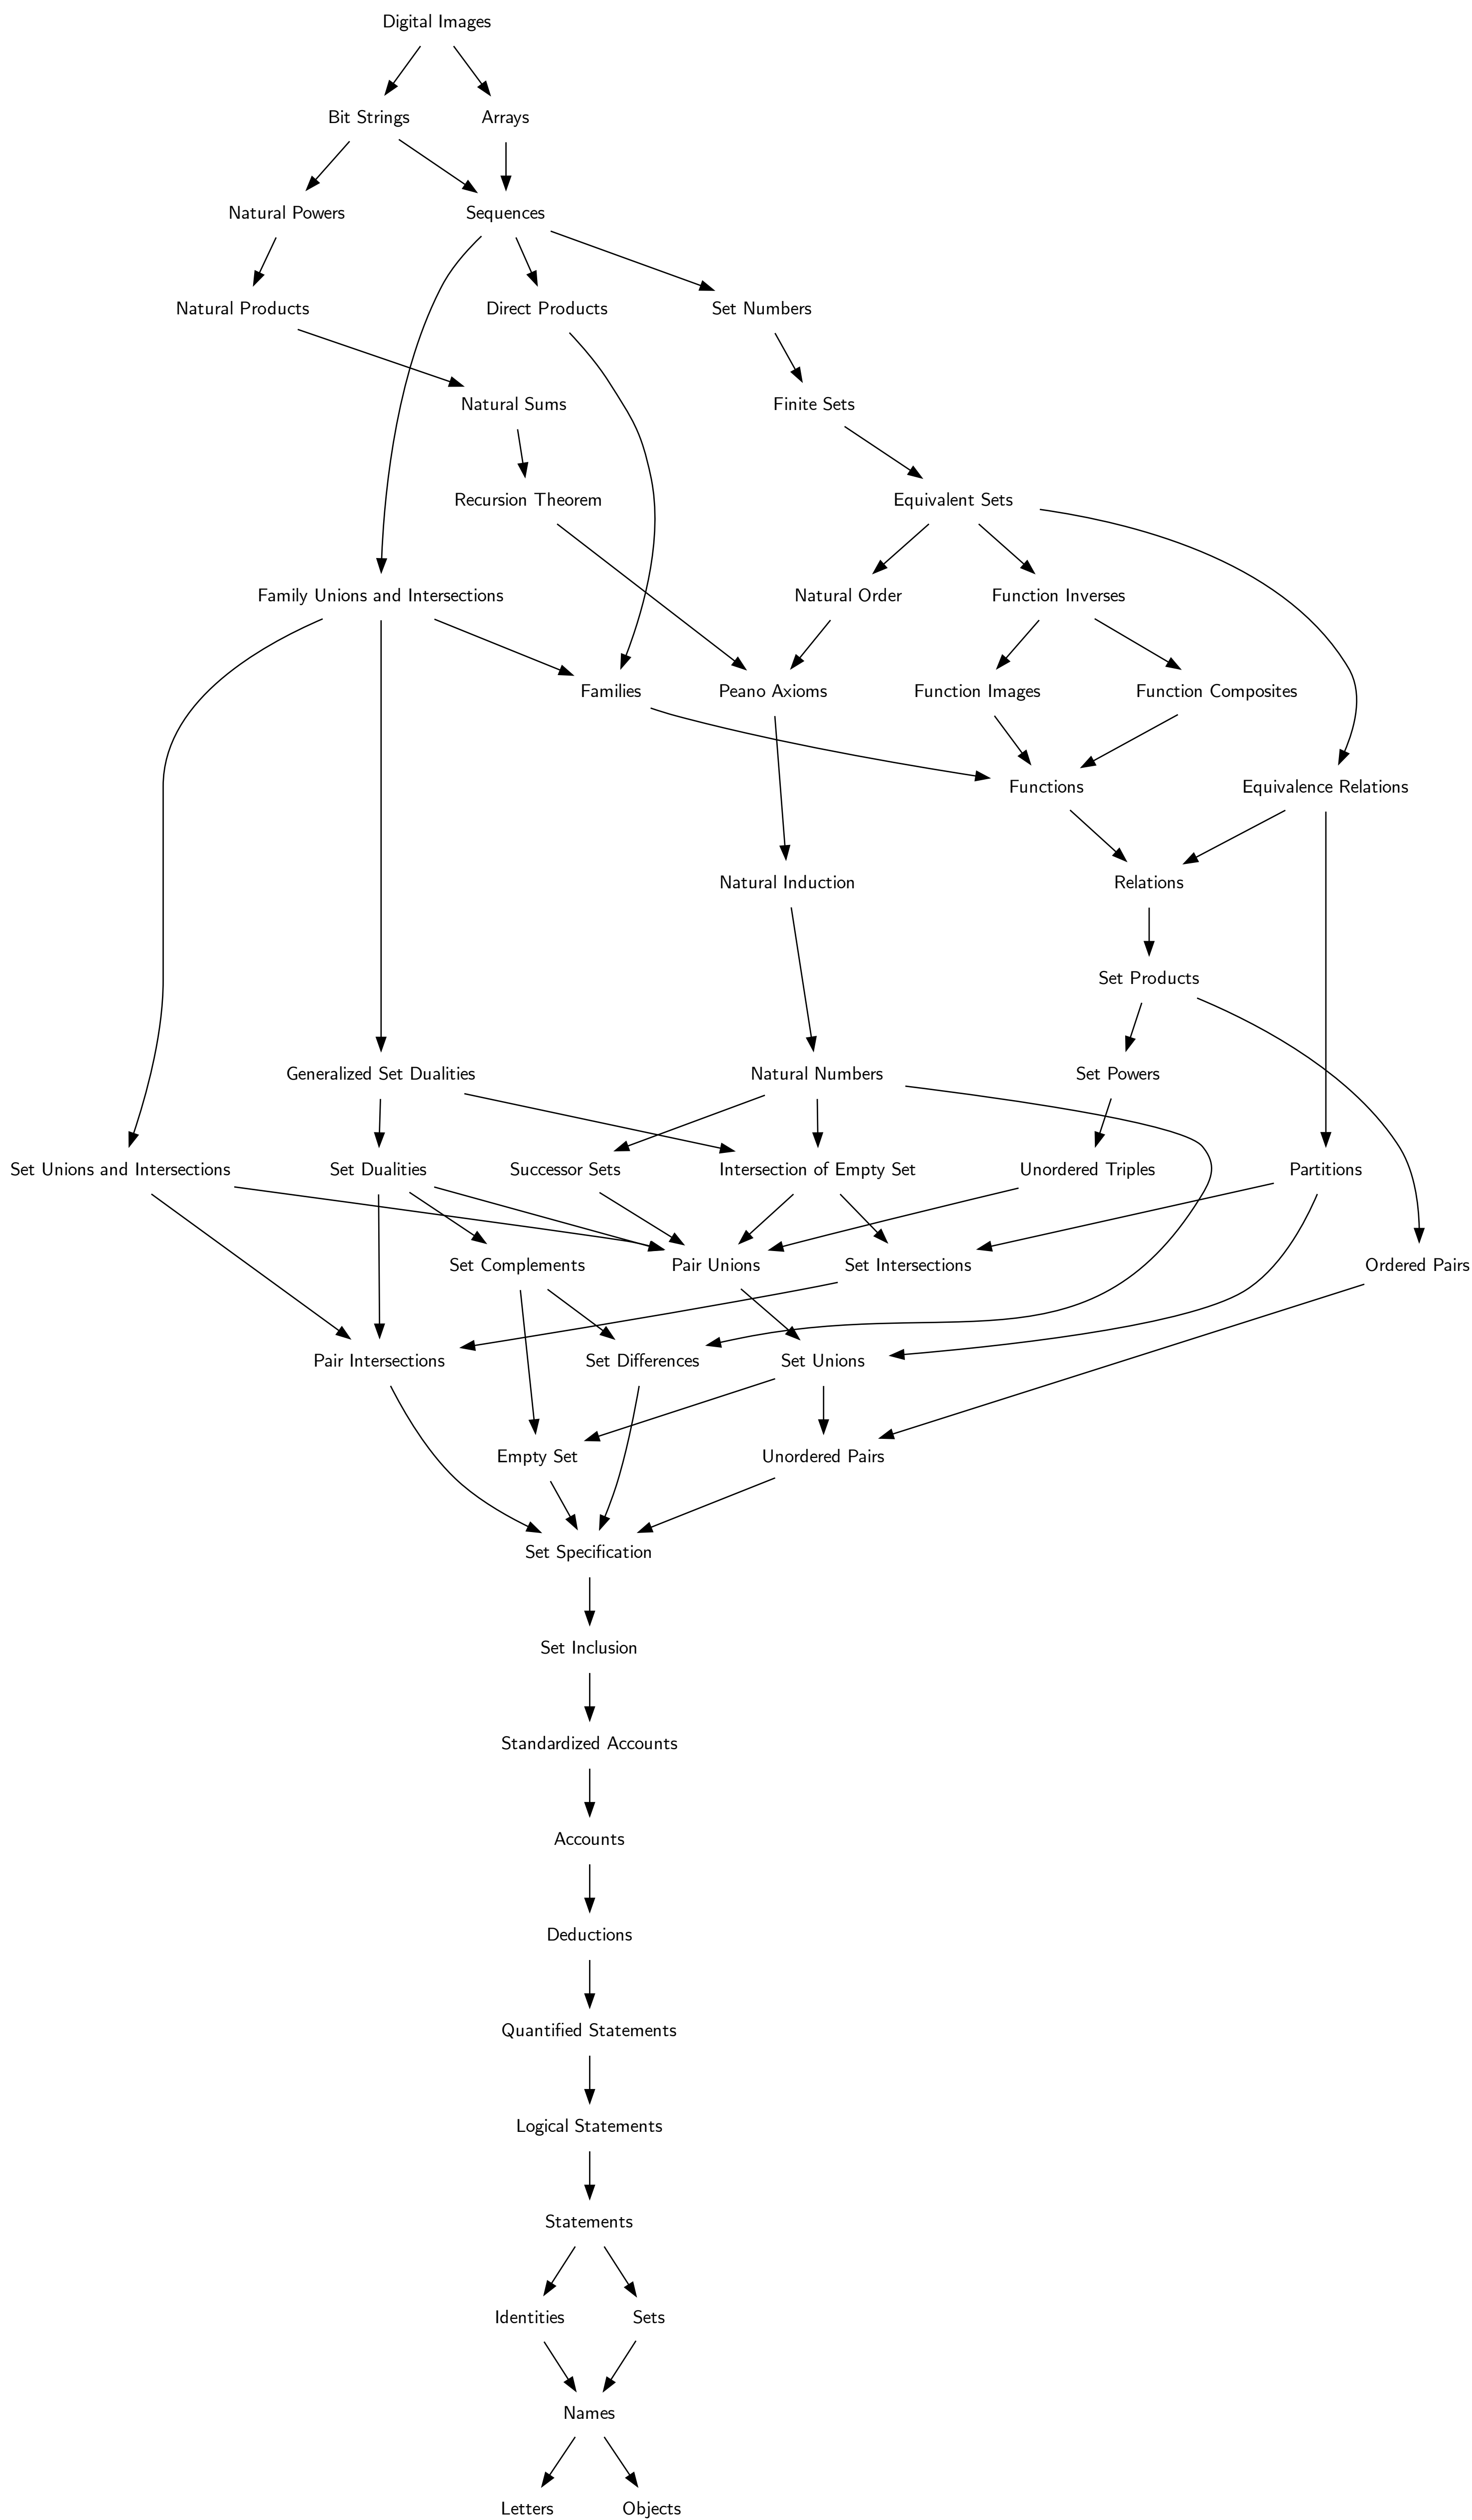 Digital Images
Bit Strings
Arrays
Natural Powers
Sequences
Natural Products
Direct Products
Set Numbers
Natural Sums
Finite Sets
Recursion Theorem
Equivalent Sets
Family Unions and Intersections
Natural Order
Function Inverses
Families
Peano Axioms
Function Images
Function Composites
Functions
Equivalence Relations
Natural Induction
Relations
Set Products
Generalized Set Dualities
Natural Numbers
Set Powers
Set Unions and Intersections
Set Dualities
Successor Sets
Intersection of Empty Set
Unordered Triples
Partitions
Set Complements
Pair Unions
Set Intersections
Ordered Pairs
Pair Intersections
Set Differences
Set Unions
Empty Set
Unordered Pairs
Set Specification
Set Inclusion
Standardized Accounts
Accounts
Deductions
Quantified Statements
Logical Statements
Statements
Identities
Sets
Names
Letters
Objects